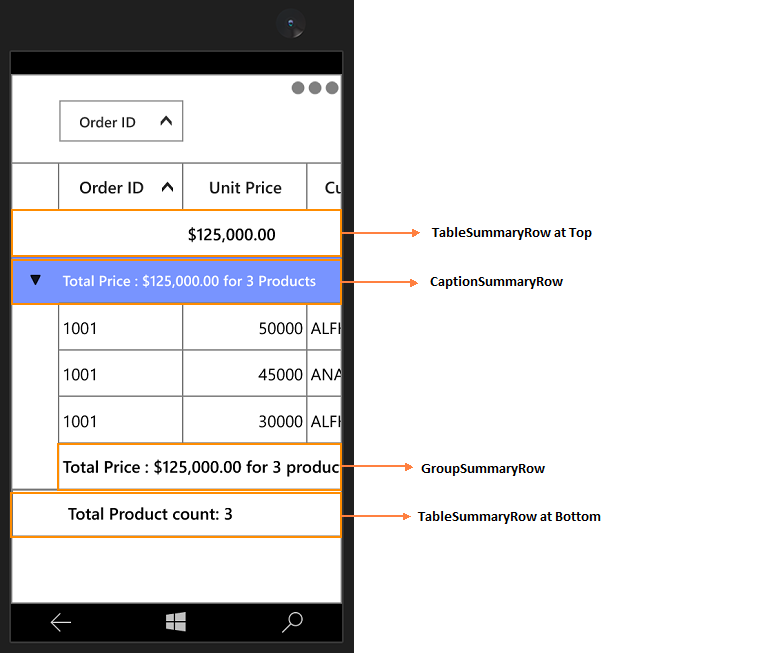 Order ID
Order ID Unit Price Cu
$125,000.00
TableSummaryRow at Top
Total Price : $125,000.00 for 3 Products
CaptionSummaryRow
1001 50000 ALFH
1001 45000 ANA
1001 30000 ALFH
Total Price : $125,000.00 for 3 produc
GroupSummaryRow
Total Product count: 3
TableSummaryRow at Bottom